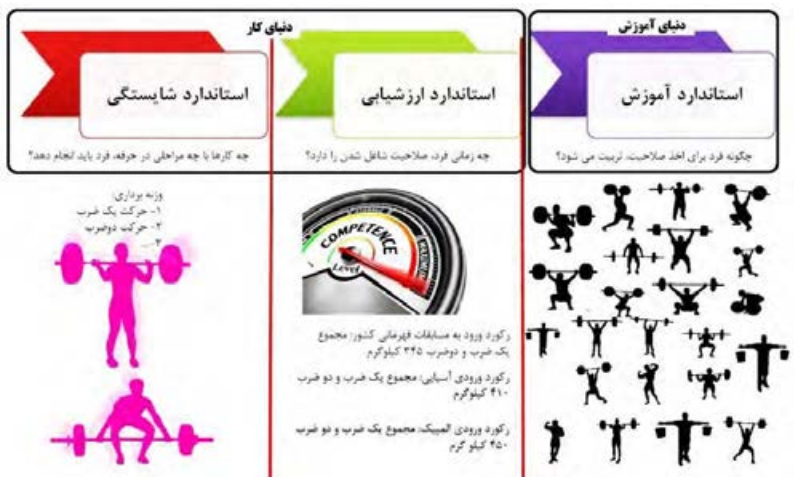 دنیای آموزش
استاندارد آموزش
چگونه فرد برای اخذ صلاحیت، تربیت می شود؟
دنیای کار
استاندارد ارزشیابی
چه زمانی فرد، صلاحیت شاغل شدن را دارد؟
استاندارد شایستگی
چه کارها با چه مراحلی در حرفه، فرد باید انجام دهد؟
COMPETENCE
Level
MAXIMUM
رکورد ورود به مسابقات قهرمانی کشور: مجموع
یک ضرب و دوضرب ۳۴۵ کیلوگرم
رکورد ورودی آسیایی: مجموع یک ضرب و دو ضرب
۴۱۰ کیلوگرم
رکورد ورودی المپیک: مجموع یک ضرب و دو ضرب
۴۵۰ کیلو گرم
وزنه برداری:
۱- حرکت یک ضرب
۲- حرکت دوضرب
۳-...